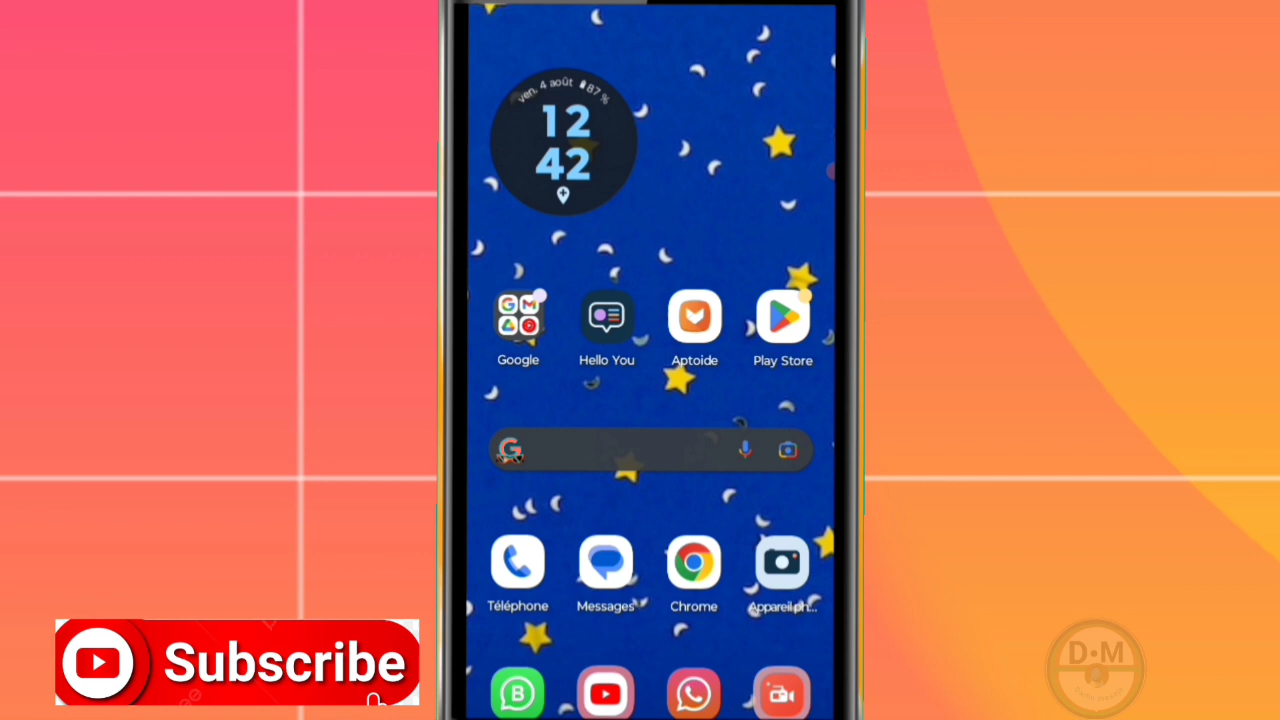 ven. 4 août 87 %
12
42
Google
Hello You
Aptoide
Play Store
Téléphone
Messages
Chrome
Appareil ph...
Subscribe
D·M